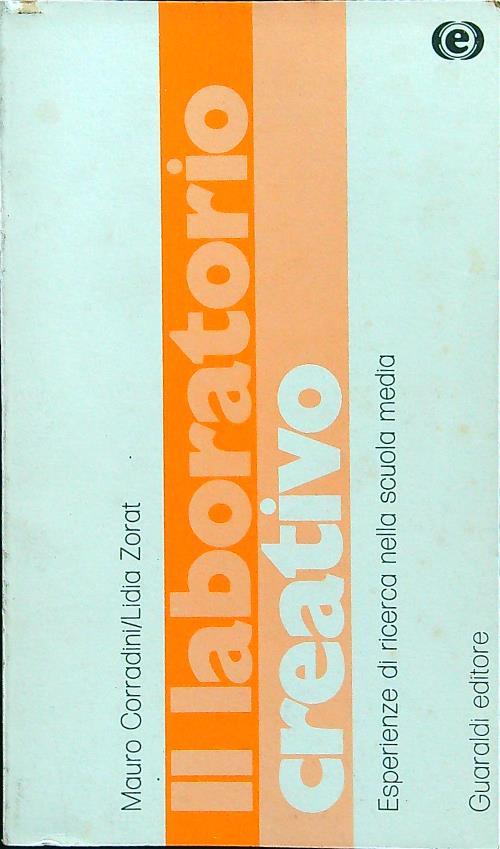 Mauro Corradini/Lidia Zorat
Il laboratorio
creativo
Esperienze di ricerca nella scuola media
Guaraldi editore
e